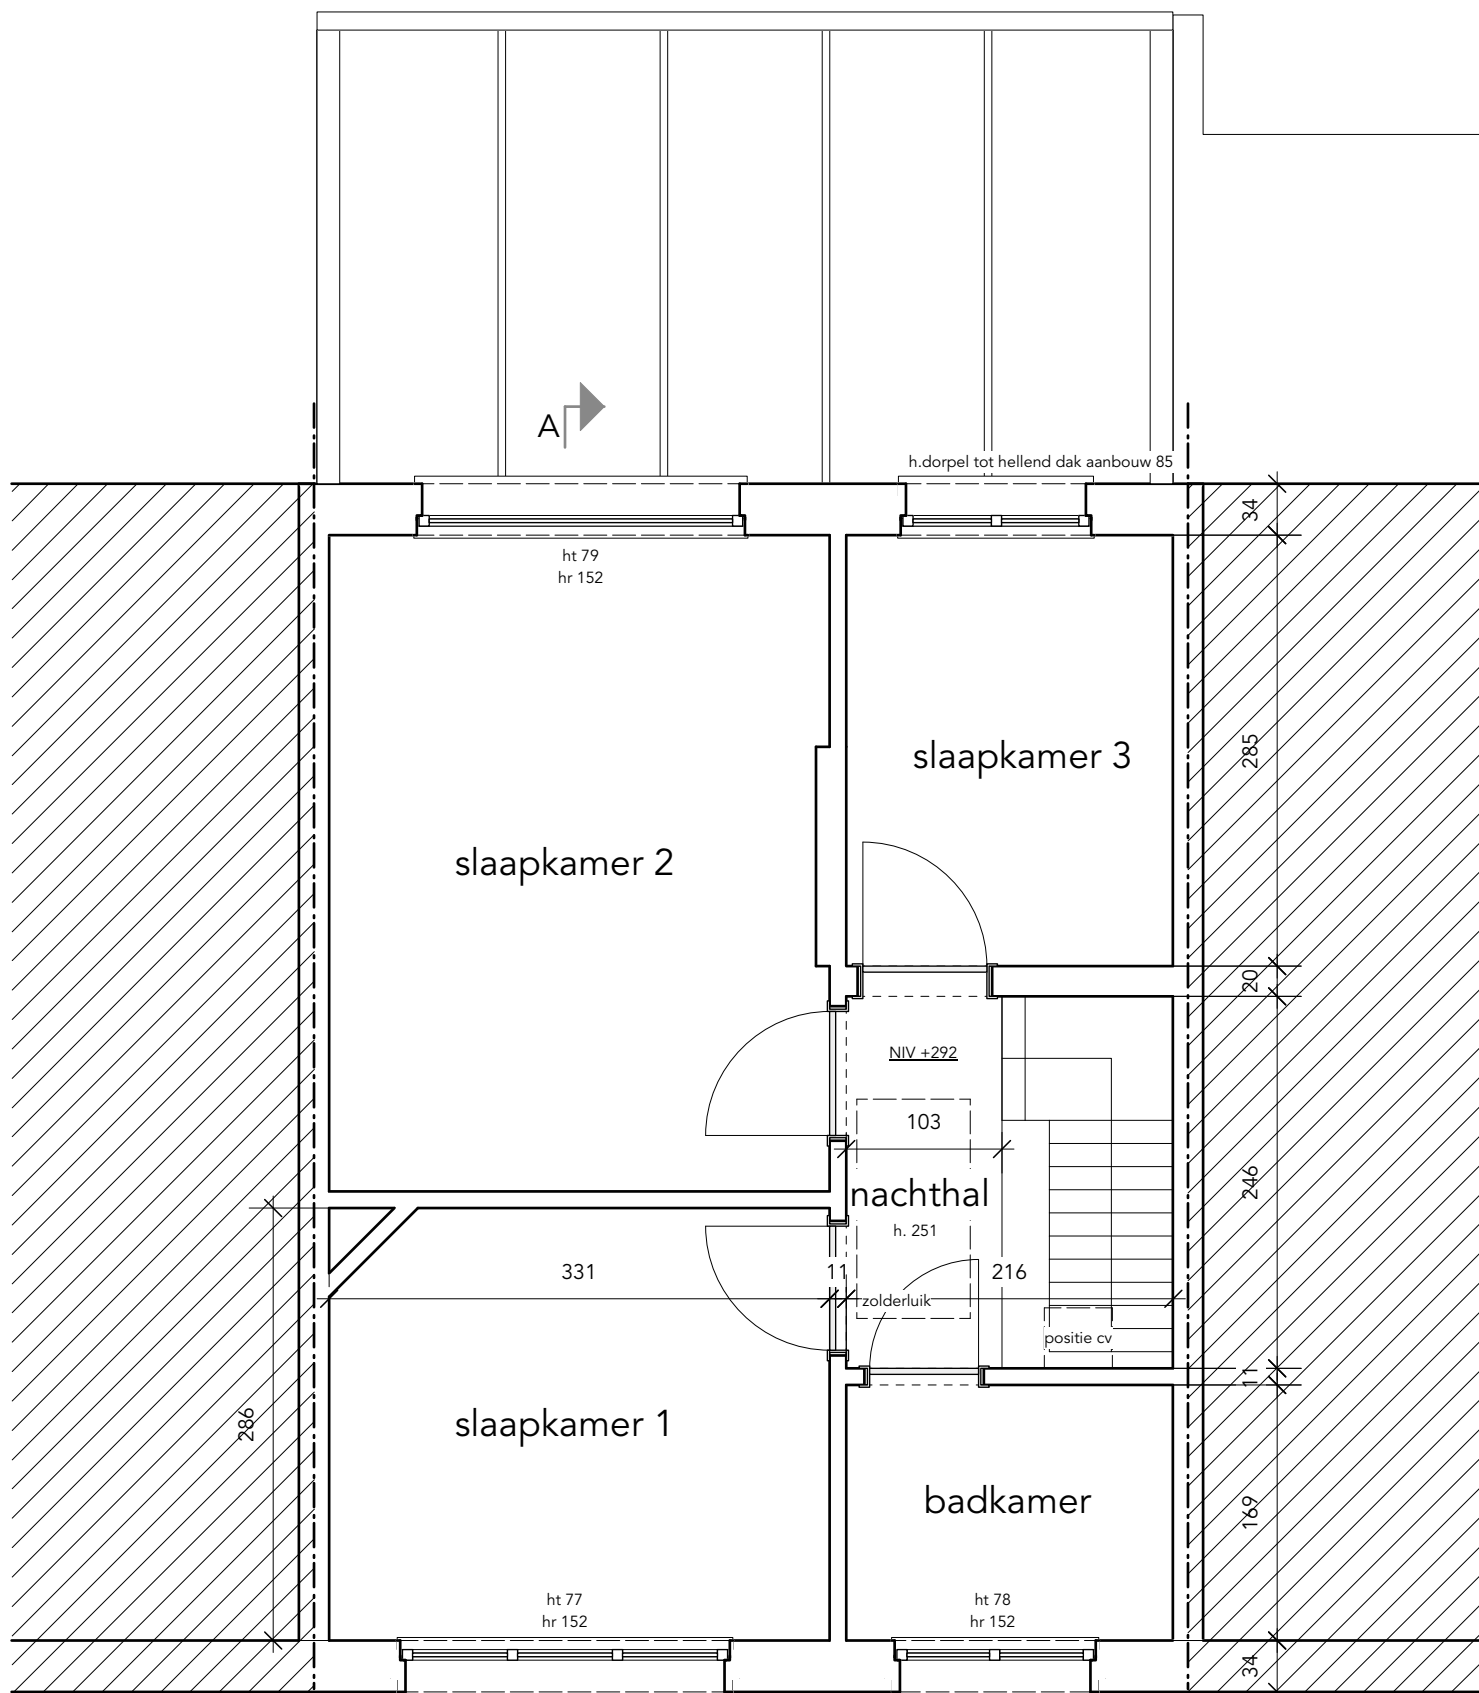 A
h.dorpel tot hellend dak aanbouw 85
34
ht 79
hr 152
285
slaapkamer 3
slaapkamer 2
20
NIV +292
103
246
nachthal
h. 251
331
11
216
zolderluik
positie cv
11
286
slaapkamer 1
badkamer
169
ht 77
hr 152
ht 78
hr 152
34